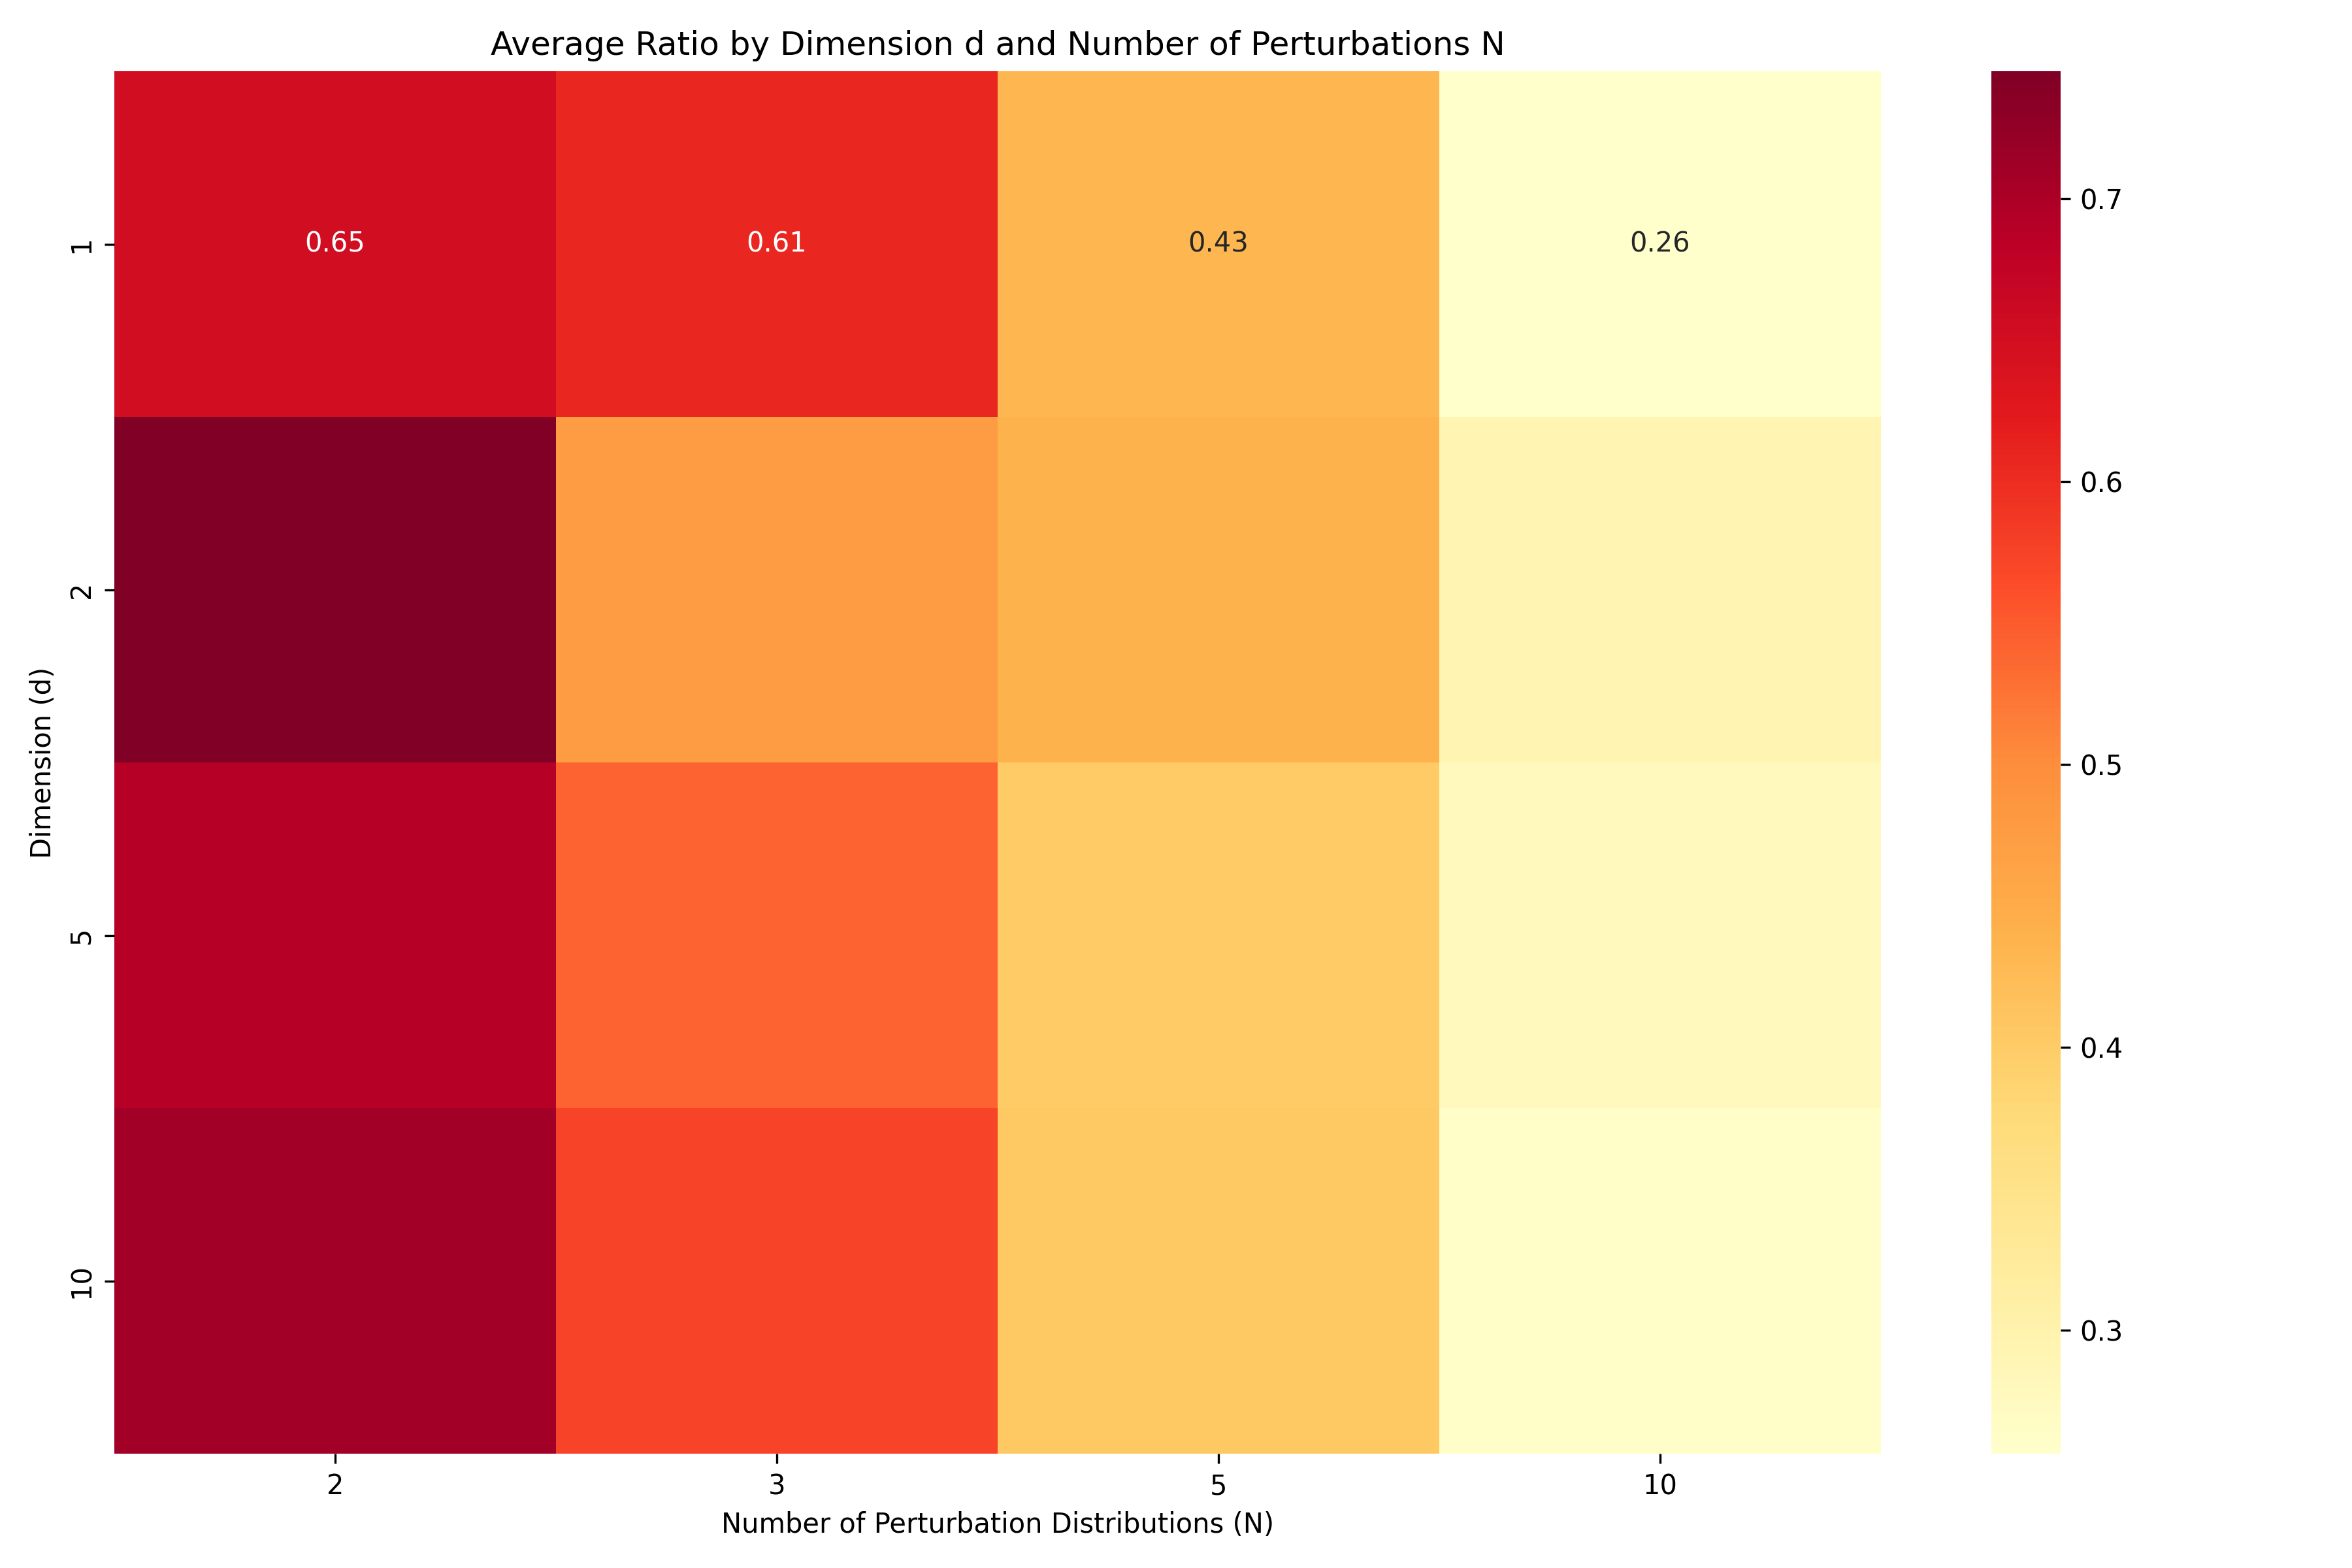 Average Ratio by Dimension d and Number of Perturbations N
0.65 0.61 0.43 0.26
1
2
5
10
Dimension (d)
2 3 5 10
Number of Perturbation Distributions (N)
0.7
0.6
0.5
0.4
0.3